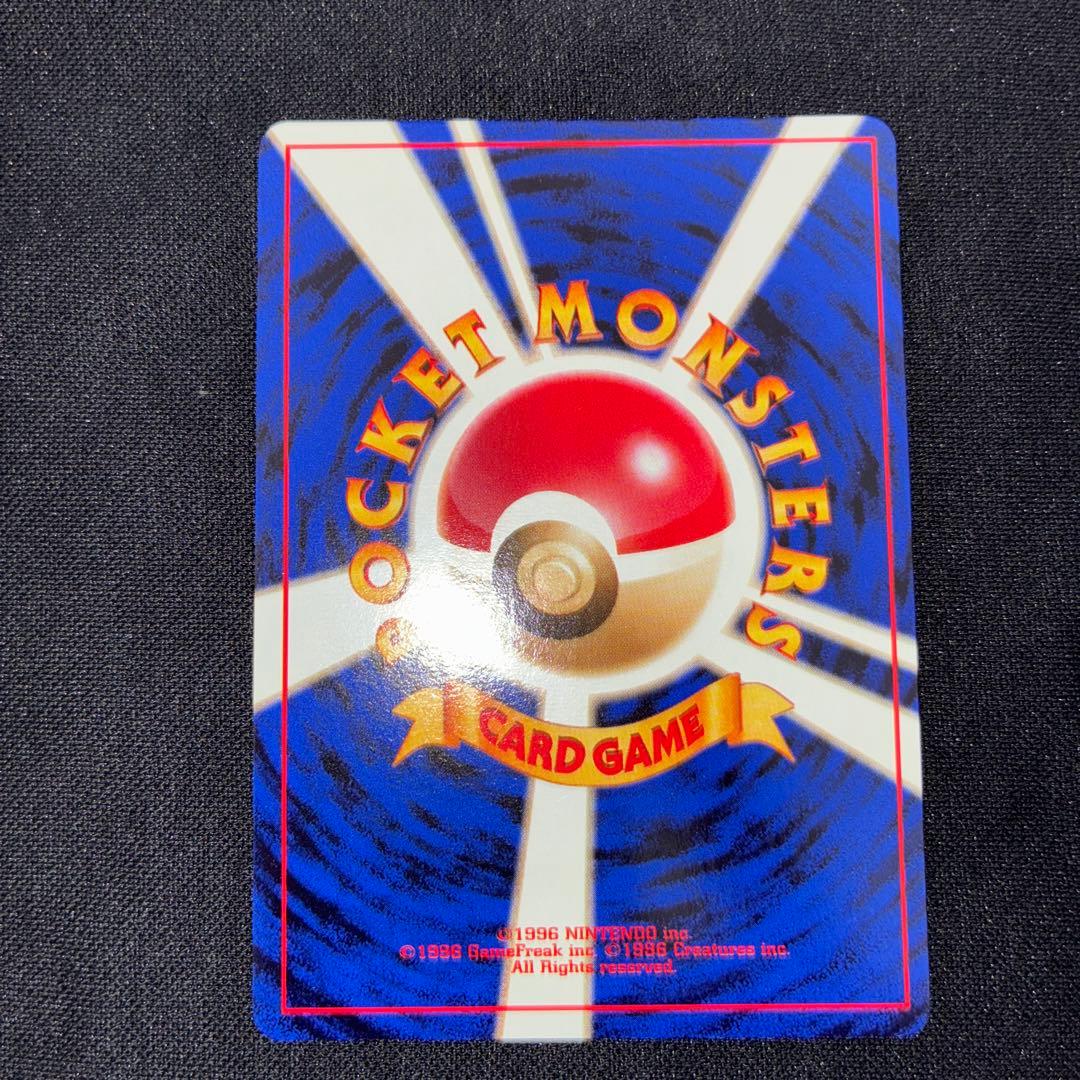 POCKET MONSTERS
CARD GAME
©1996 NINTENDO inc.
©1996 GameFreak inc. ©1996 Creatures inc.
All Rights reserved.